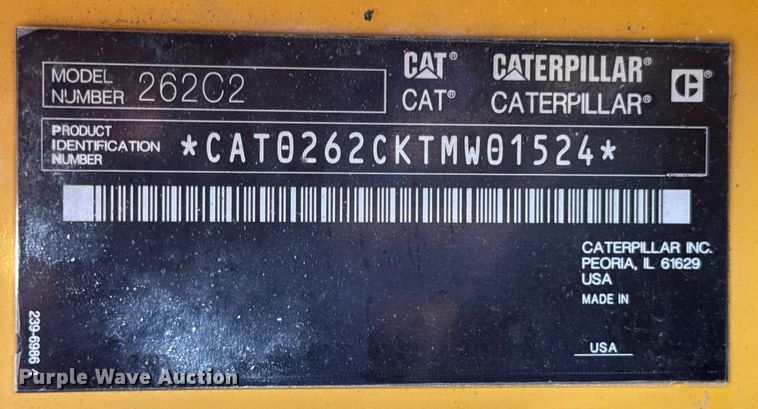 MODEL NUMBER 262C2
CAT® CATERPILLAR®
CAT® CATERPILLAR® C®
PRODUCT IDENTIFICATION NUMBER *CAT0262CKTMW01524*
CATERPILLAR INC.
PEORIA, IL 61629
USA
MADE IN
USA
239-6986
Purple Wave Auction